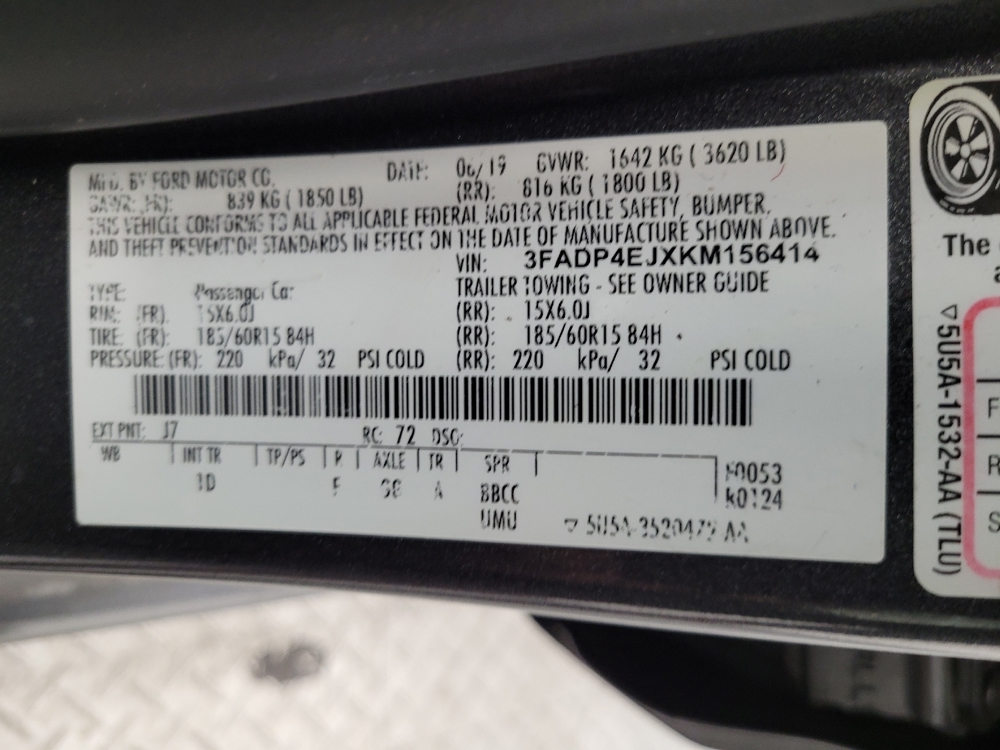 MFD. BY FORD MOTOR CO. DATE: 06/19 GVWR: 1642 KG ( 3620 LB)
GAWR: (FR): 839 KG ( 1850 LB) (RR): 816 KG ( 1800 LB)
THIS VEHICLE CONFORMS TO ALL APPLICABLE FEDERAL MOTOR VEHICLE SAFETY, BUMPER,
AND THEFT PREVENTION STANDARDS IN EFFECT ON THE DATE OF MANUFACTURE SHOWN ABOVE.
VIN: 3FADP4EJXKM156414
TYPE: Passenger Car TRAILER TOWING - SEE OWNER GUIDE
RIM: (FR): 15X6.0J (RR): 15X6.0J
TIRE: (FR): 185/60R15 84H (RR): 185/60R15 84H
PRESSURE: (FR): 220 kPa/ 32 PSI COLD (RR): 220 kPa/ 32 PSI COLD
EXT PNT: J7 RC: 72 DSO:
WB INT TR TP/PS R AXLE TR SPR
1D F A BBCC
UMU
F0053
k0124
▽ 5U5A-3520472 AA
The
▽5U5A-1532-AA (TLU)
F
R
S